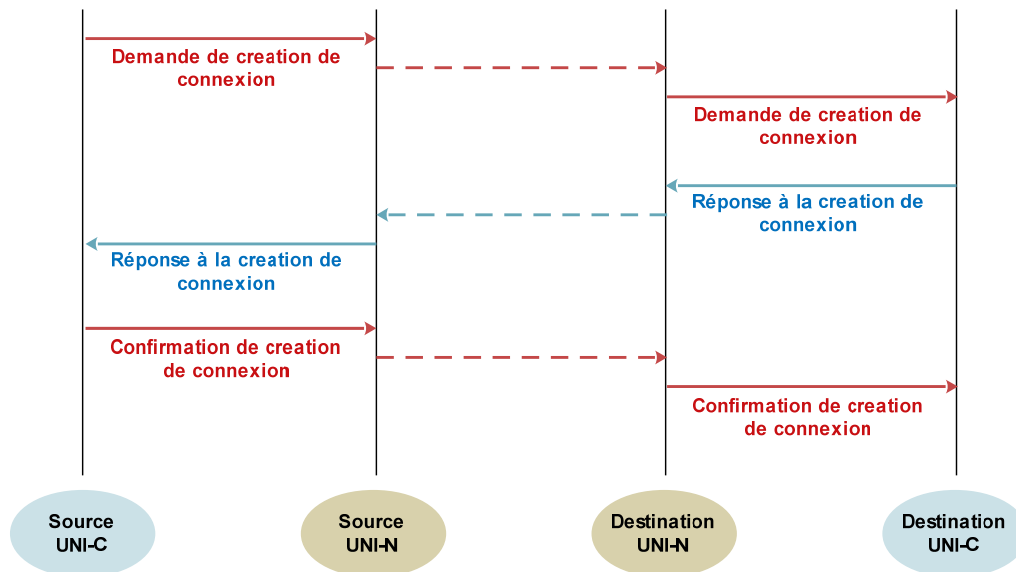 Demande de creation de
connexion
Demande de creation de
connexion
Réponse à la creation de
connexion
Réponse à la creation de
connexion
Confirmation de creation
de connexion
Confirmation de creation
de connexion
Source
UNI-C
Source
UNI-N
Destination
UNI-N
Destination
UNI-C